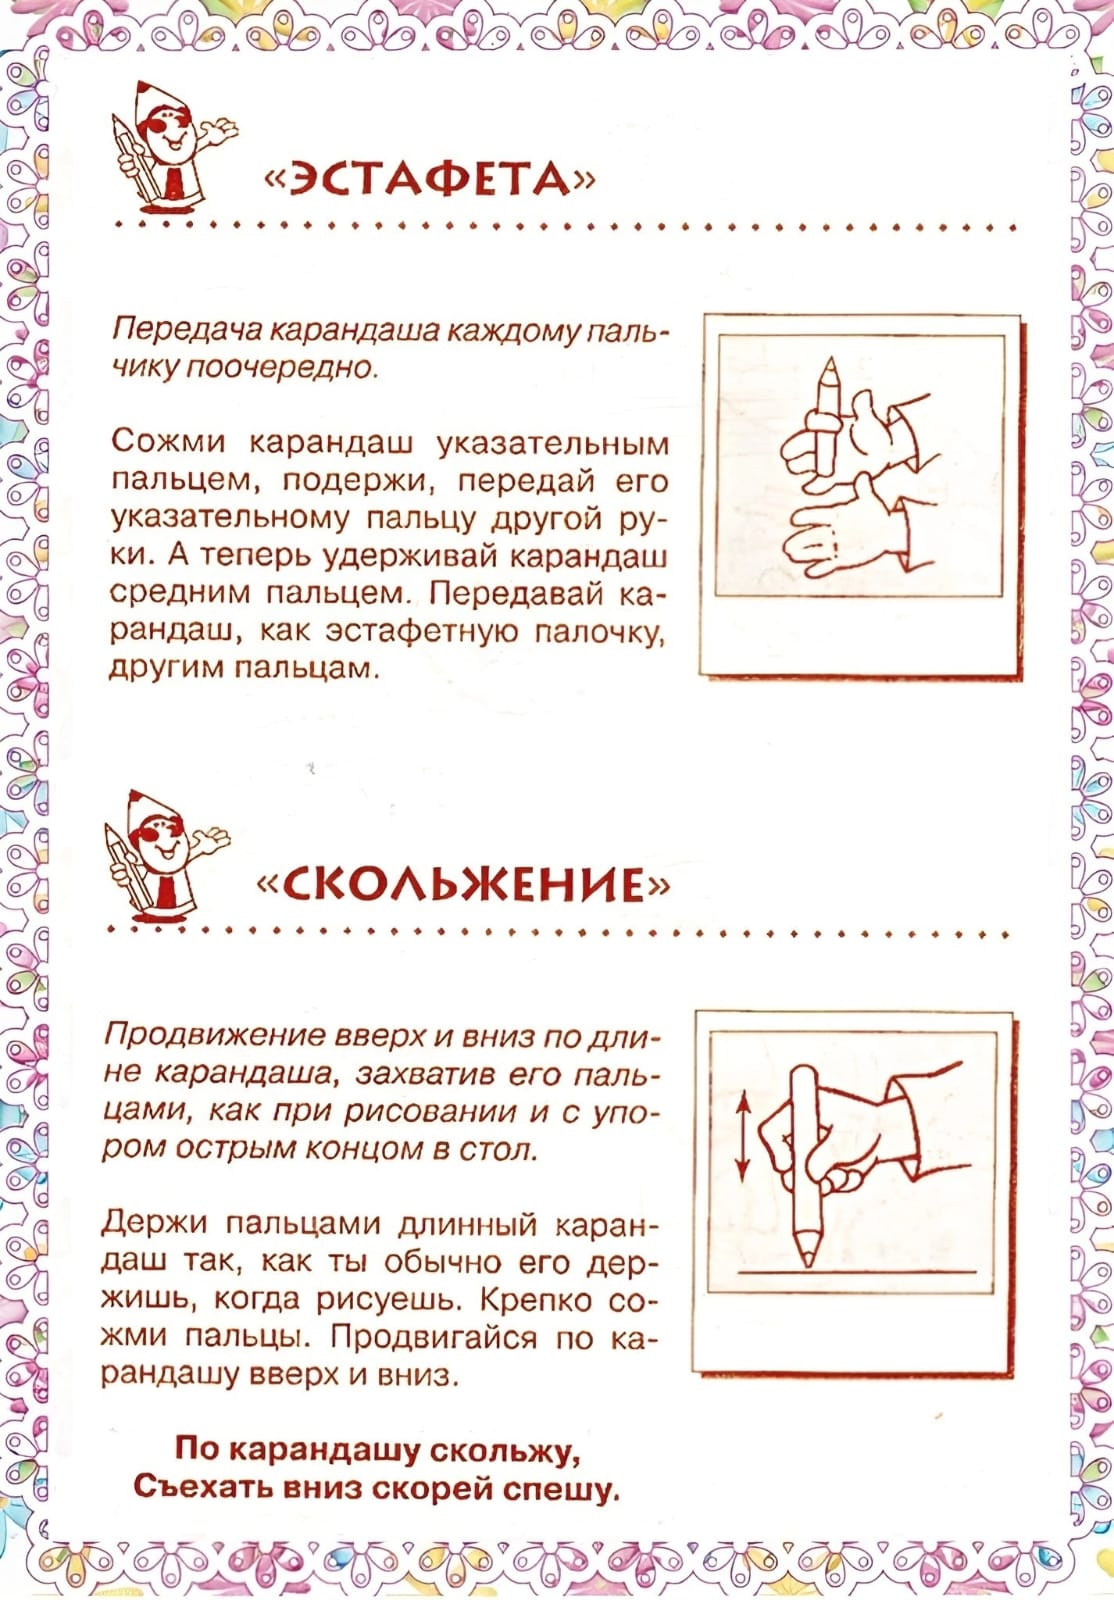 «ЭСТАФЕТА»
Передача карандаша каждому паль-
чику поочередно.
Сожми карандаш указательным
пальцем, подержи, передай его
указательному пальцу другой ру-
ки. А теперь удерживай карандаш
средним пальцем. Передавай ка-
рандаш, как эстафетную палочку,
другим пальцам.
«СКОЛЬЖЕНИЕ»
Продвижение вверх и вниз по дли-
не карандаша, захватив его паль-
цами, как при рисовании и с упо-
ром острым концом в стол.
Держи пальцами длинный каран-
даш так, как ты обычно его дер-
жишь, когда рисуешь. Крепко со-
жми пальцы. Продвигайся по ка-
рандашу вверх и вниз.
По карандашу скольжу,
Съехать вниз скорей спешу.